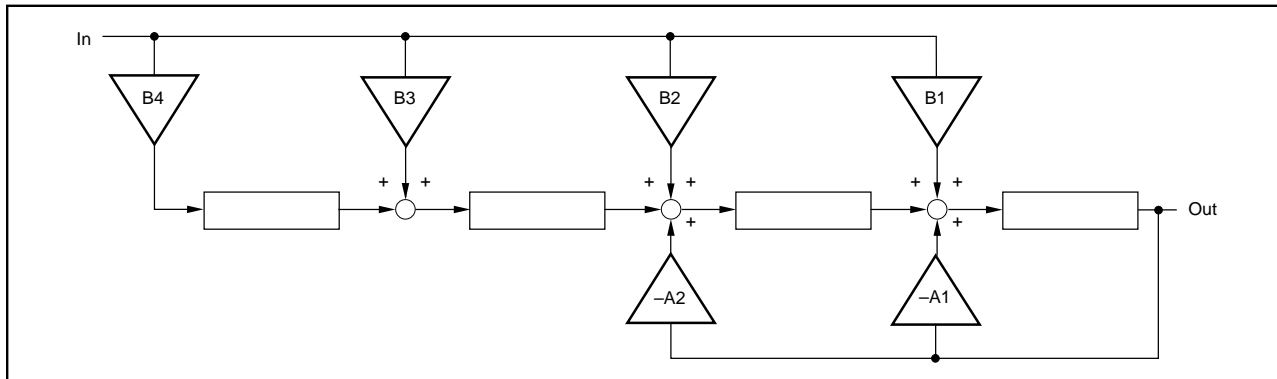 In
B4
B3
B2
B1
+ +
+ +
+ +
+
+
Out
–A2
–A1